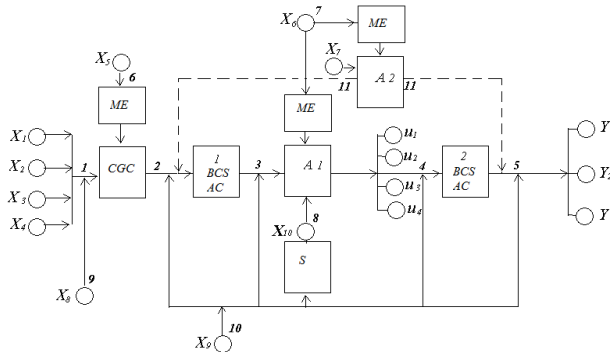 X6 7 ME
X7 A 2
11 11
X5
6
ME ME
X1
X2
X3
X4
1 CGC 2
1
BCS
AC
3 A 1
u1
u2
u3
u4
4
2
BCS
AC
5
Y
Y2
Y
8
X10
S
9
X8
10
X9